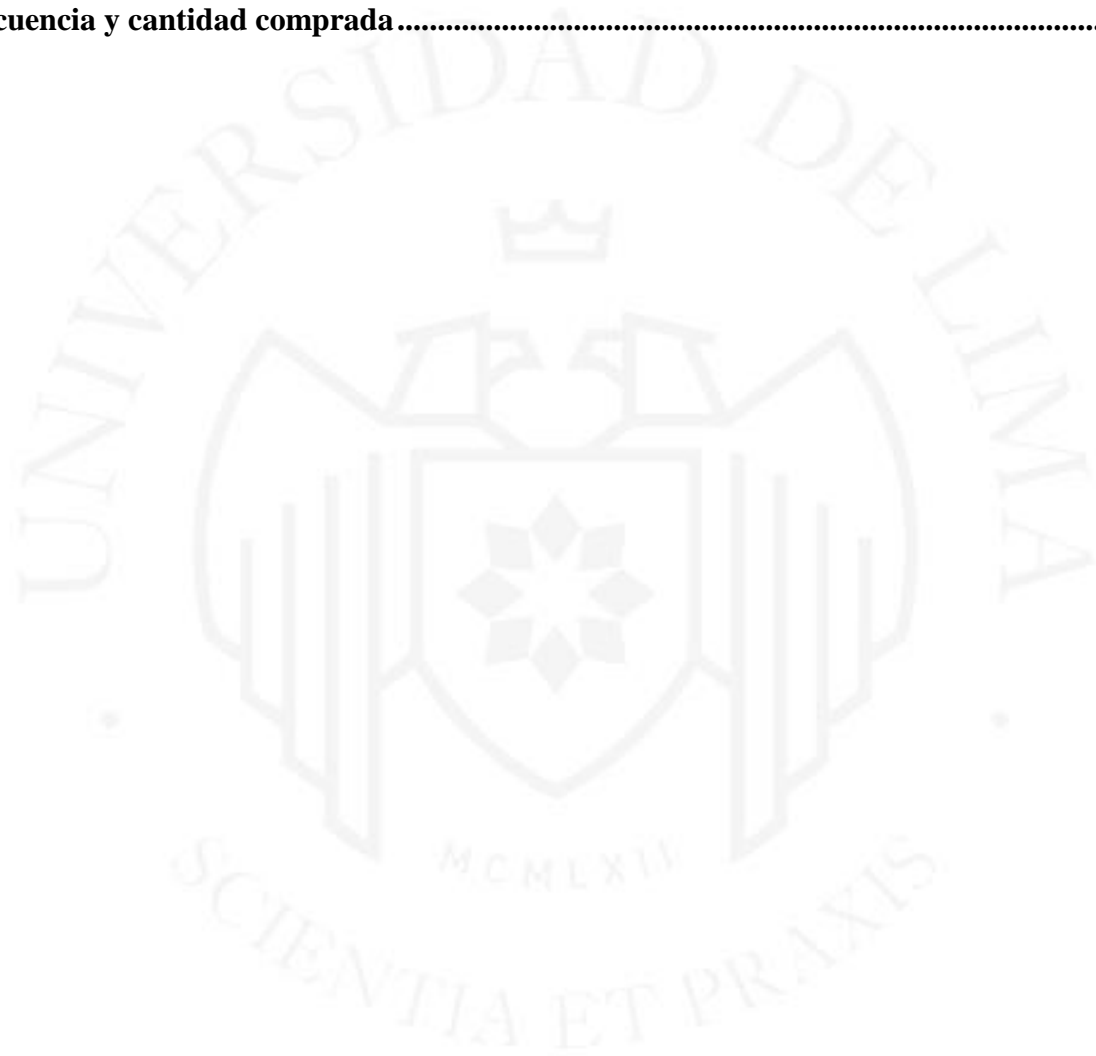 cuencia y cantidad comprada..........................................................................................
UNIVERSIDAD DE LIMA
MCMLXII
SCIENTIA ET PRAXIS